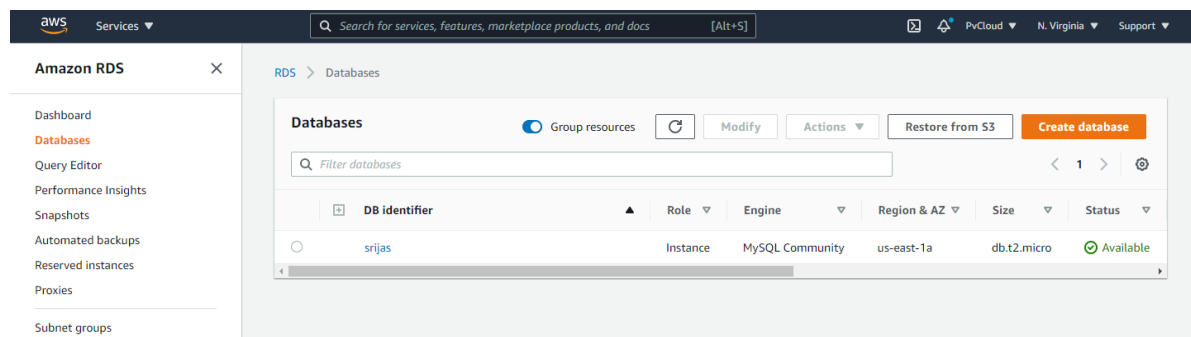 aws Services ▼ Search for services, features, marketplace products, and docs [Alt+S] PvCloud ▼ N. Virginia ▼ Support ▼
Amazon RDS
Dashboard
Databases
Query Editor
Performance Insights
Snapshots
Automated backups
Reserved instances
Proxies
Subnet groups
RDS > Databases
Databases Group resources Modify Actions ▼ Restore from S3 Create database
Filter databases < 1 >
DB identifier Role Engine Region & AZ Size Status
srijas Instance MySQL Community us-east-1a db.t2.micro Available